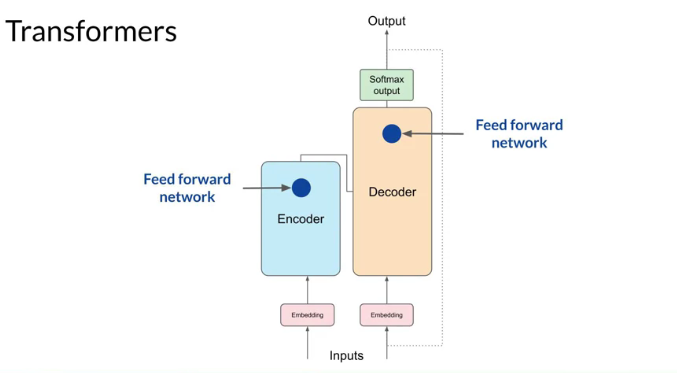 Transformers
Output
Softmax
output
Feed forward
network
Feed forward
network
Decoder
Encoder
Embedding
Embedding
Inputs